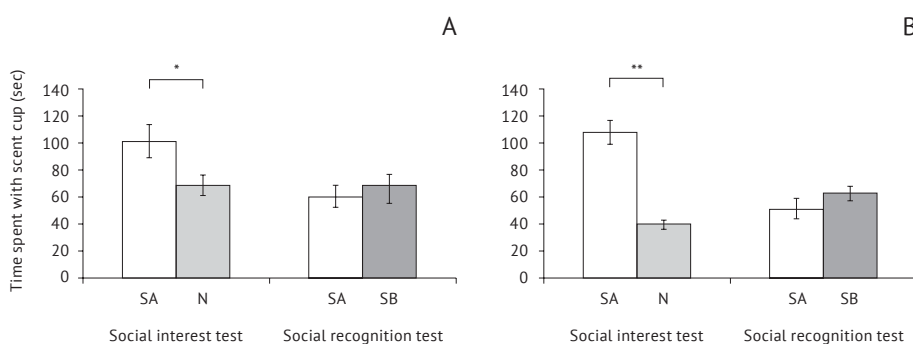 A
B
Time spent with scent cup (sec)
* **
140 140
120 120
100 100
80 80
60 60
40 40
20 20
0 0
SA N SA SB SA N SA SB
Social interest test Social recognition test Social interest test Social recognition test